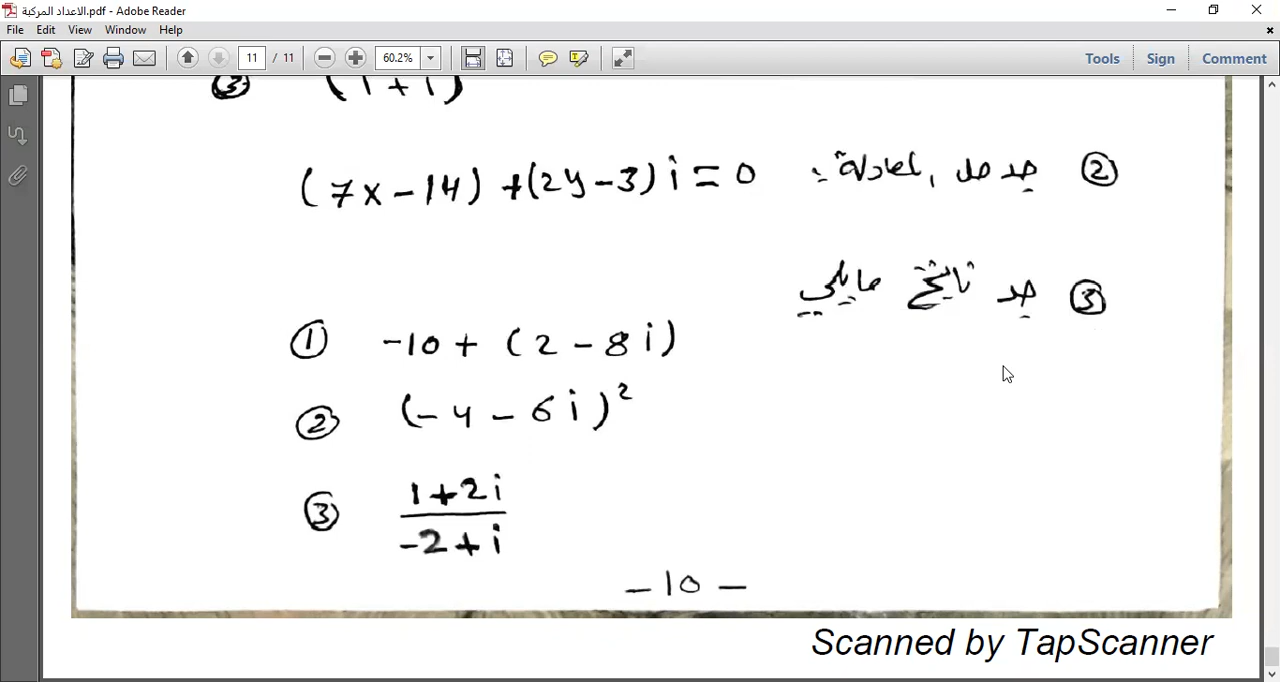 الاعداد المركبة.pdf - Adobe Reader
File Edit View Window Help
11 / 11 60.2% Tools Sign Comment
③ (1+i)
② جد حل المعادلة: (7x-14)+(2y-3)i=0
③ جد ناتج مايلي
① -10+(2-8i)
② (-4-6i)²
③ 1+2i
-2+i
-10-
Scanned by TapScanner